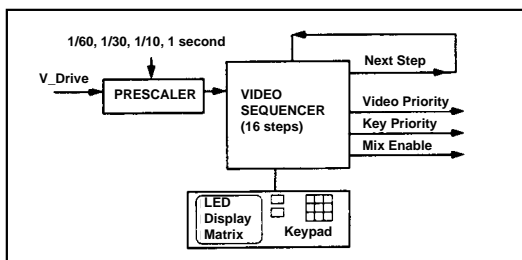 1/60, 1/30, 1/10, 1 second
V_Drive
PRESCALER
VIDEO
SEQUENCER
(16 steps)
Next Step
Video Priority
Key Priority
Mix Enable
LED
Display
Matrix
Keypad